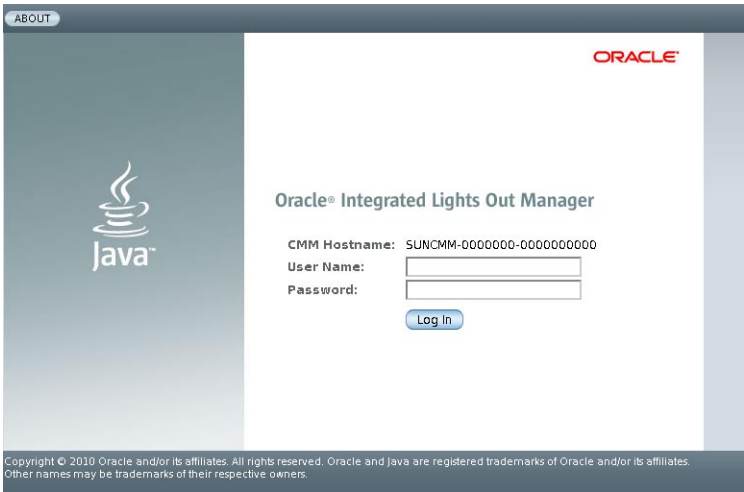 ABOUT
ORACLE
Java™
Oracle® Integrated Lights Out Manager
CMM Hostname: SUNCMM-0000000-0000000000
User Name:
Password:
Log In
Copyright © 2010 Oracle and/or its affiliates. All rights reserved. Oracle and Java are registered trademarks of Oracle and/or its affiliates.
Other names may be trademarks of their respective owners.